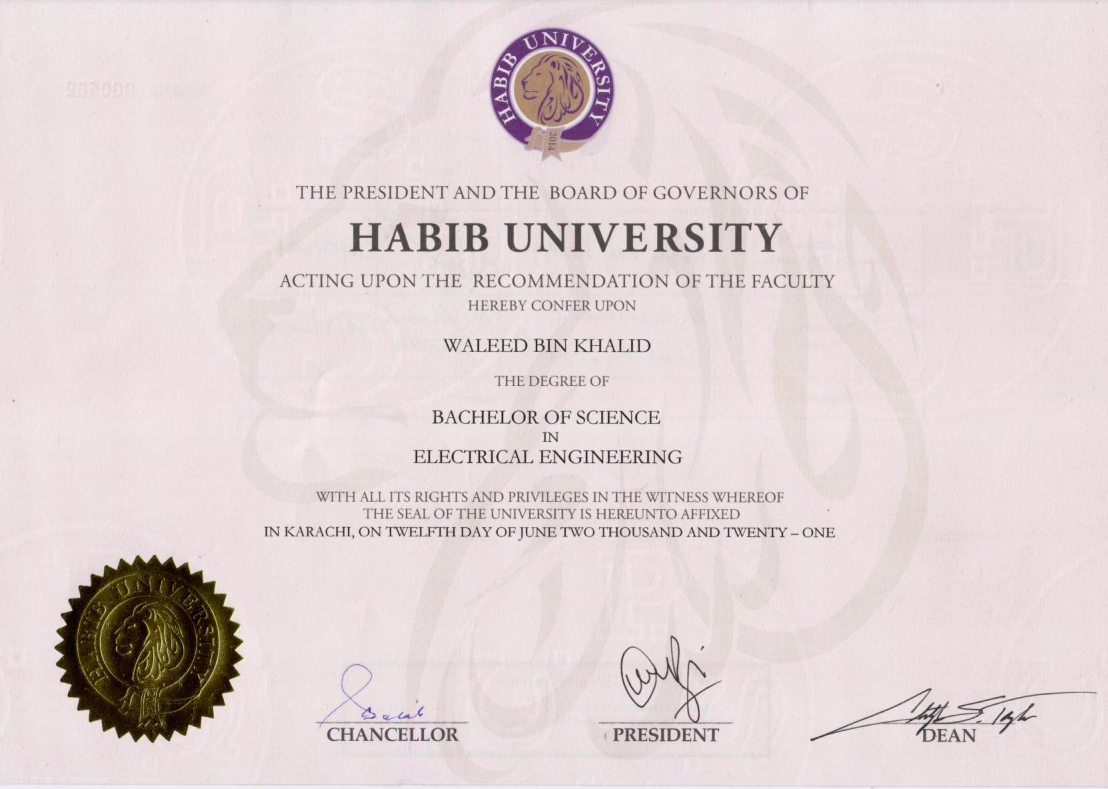 HABIB UNIVERSITY
2014
000502
THE PRESIDENT AND THE BOARD OF GOVERNORS OF
HABIB UNIVERSITY
ACTING UPON THE RECOMMENDATION OF THE FACULTY
HEREBY CONFER UPON
WALEED BIN KHALID
THE DEGREE OF
BACHELOR OF SCIENCE
IN
ELECTRICAL ENGINEERING
WITH ALL ITS RIGHTS AND PRIVILEGES IN THE WITNESS WHEREOF
THE SEAL OF THE UNIVERSITY IS HEREUNTO AFFIXED
IN KARACHI, ON TWELFTH DAY OF JUNE TWO THOUSAND AND TWENTY – ONE
HABIB UNIVERSITY
CHANCELLOR
PRESIDENT
DEAN